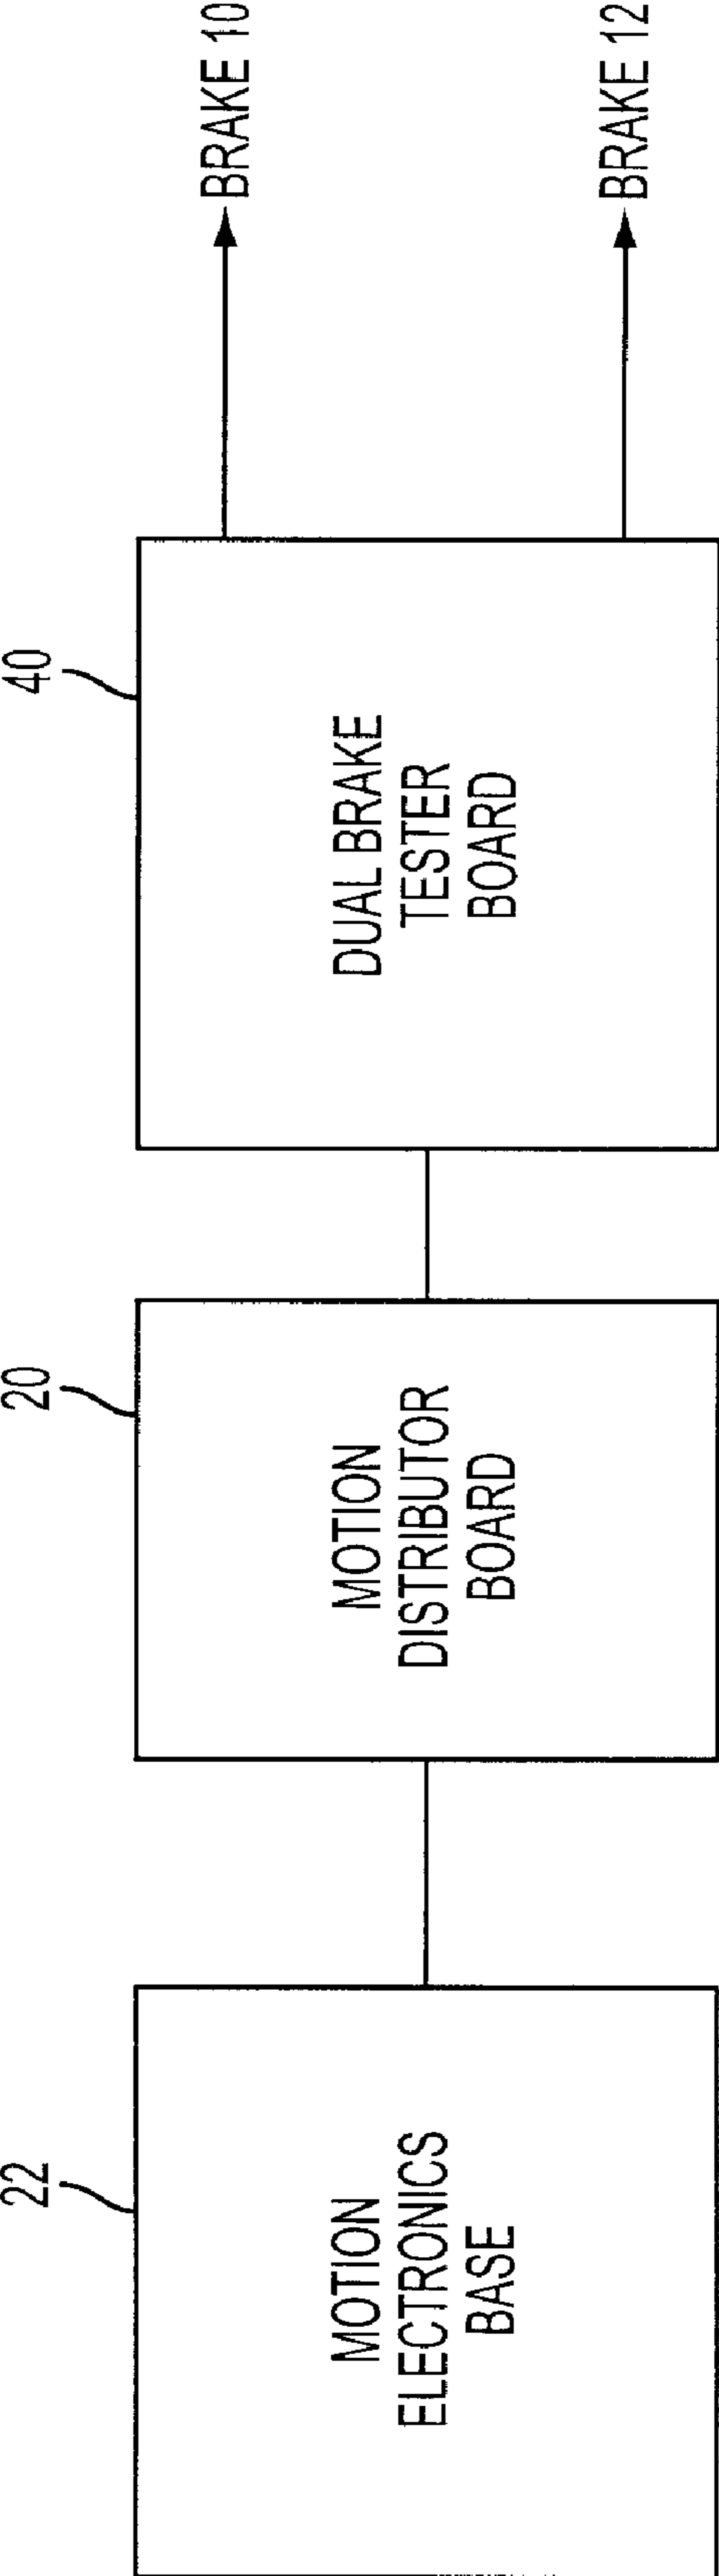 22
MOTION
ELECTRONICS
BASE
20
MOTION
DISTRIBUTOR
BOARD
40
DUAL BRAKE
TESTER
BOARD
BRAKE 10
BRAKE 12